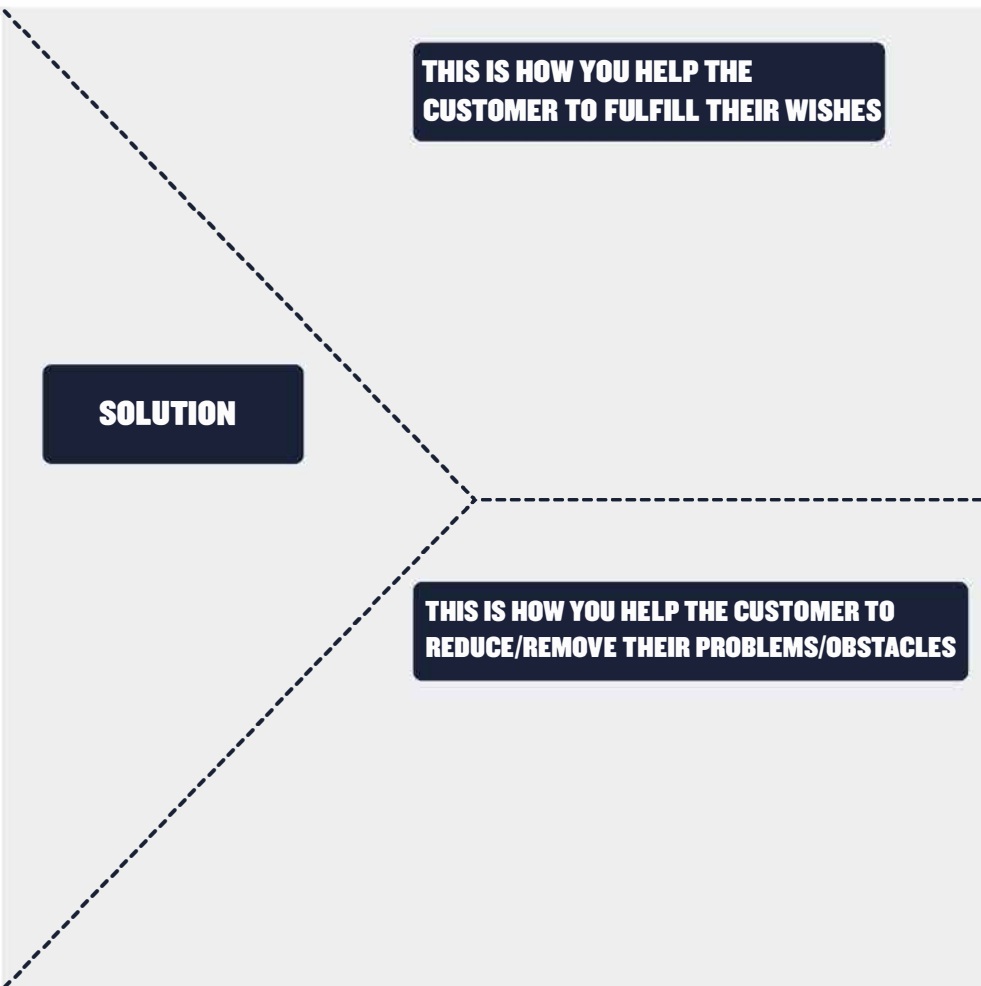 THIS IS HOW YOU HELP THE
CUSTOMER TO FULFILL THEIR WISHES
SOLUTION
THIS IS HOW YOU HELP THE CUSTOMER TO
REDUCE/REMOVE THEIR PROBLEMS/OBSTACLES